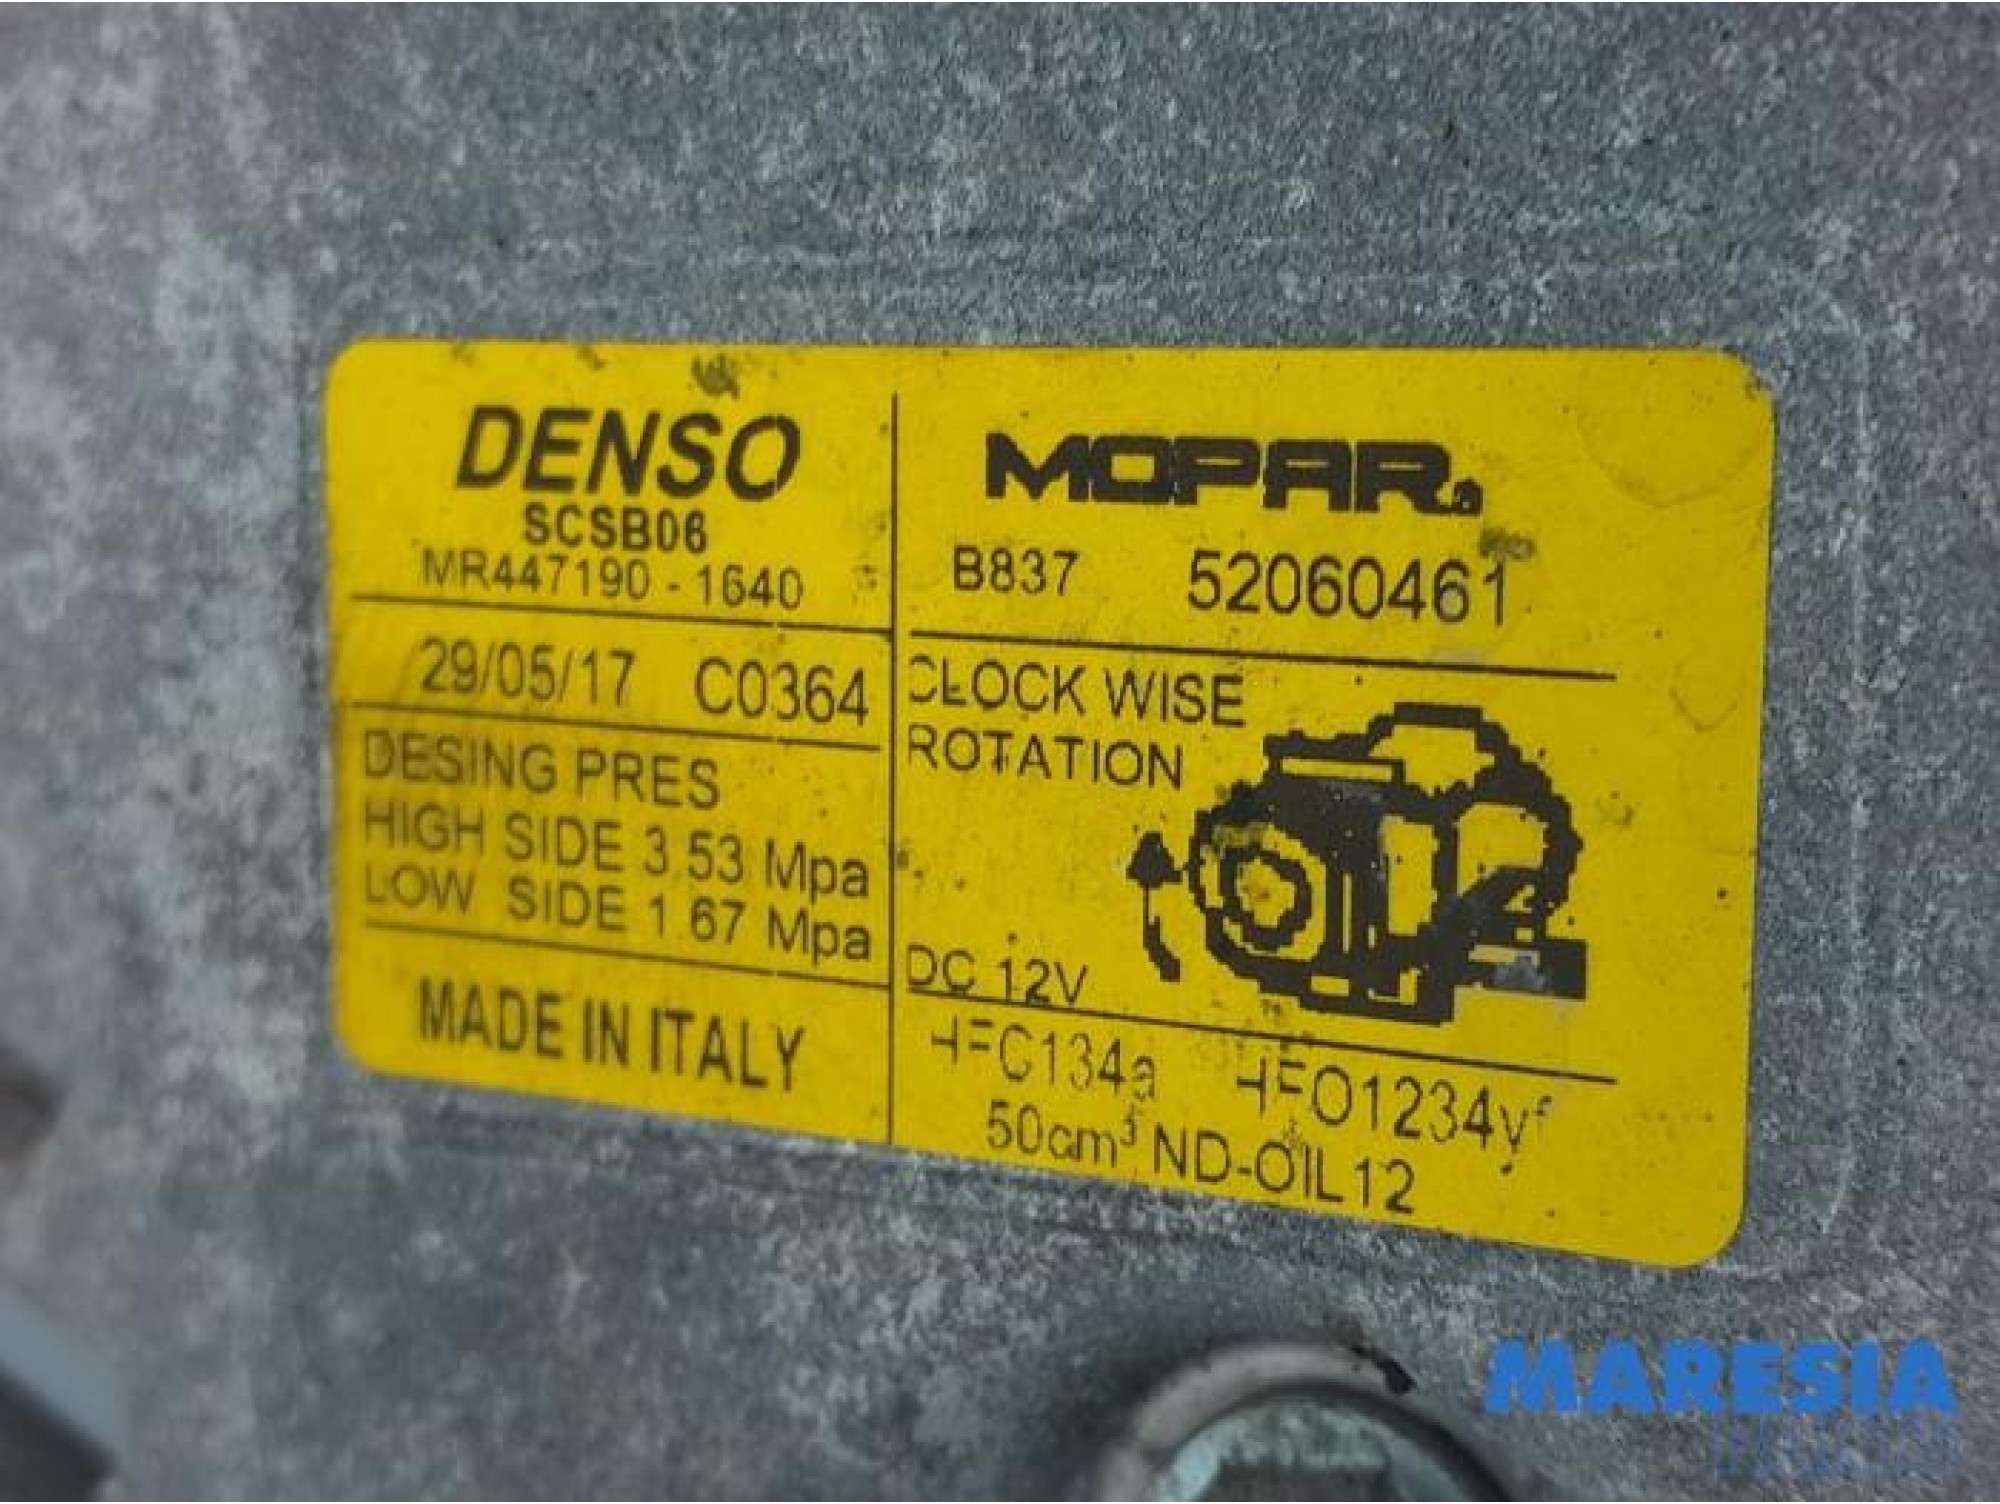 DENSO
SCSB06
MR447190-1640
29/05/17 C0364
DESING PRES
HIGH SIDE 3.53 Mpa
LOW SIDE 1.67 Mpa
MADE IN ITALY
MOPAR
B837 52060461
CLOCK WISE
ROTATION
DC 12V
HFC134a HFO1234yf
50cm³ ND-OIL12
MARESIA